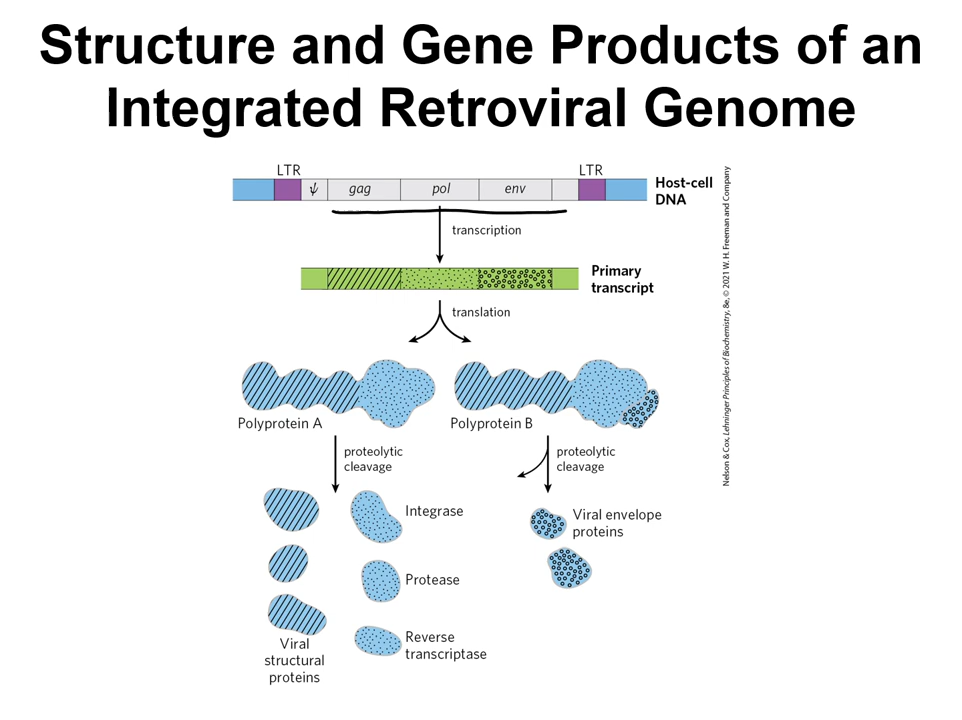 Structure and Gene Products of an
Integrated Retroviral Genome
LTR
LTR
ψ
gag
pol
env
Host-cell
DNA
transcription
Primary
transcript
translation
Polyprotein A
Polyprotein B
proteolytic
cleavage
proteolytic
cleavage
Integrase
Viral envelope
proteins
Protease
Reverse
transcriptase
Viral
structural
proteins
Nelson & Cox, Lehninger Principles of Biochemistry, 8e, © 2021 W. H. Freeman and Company